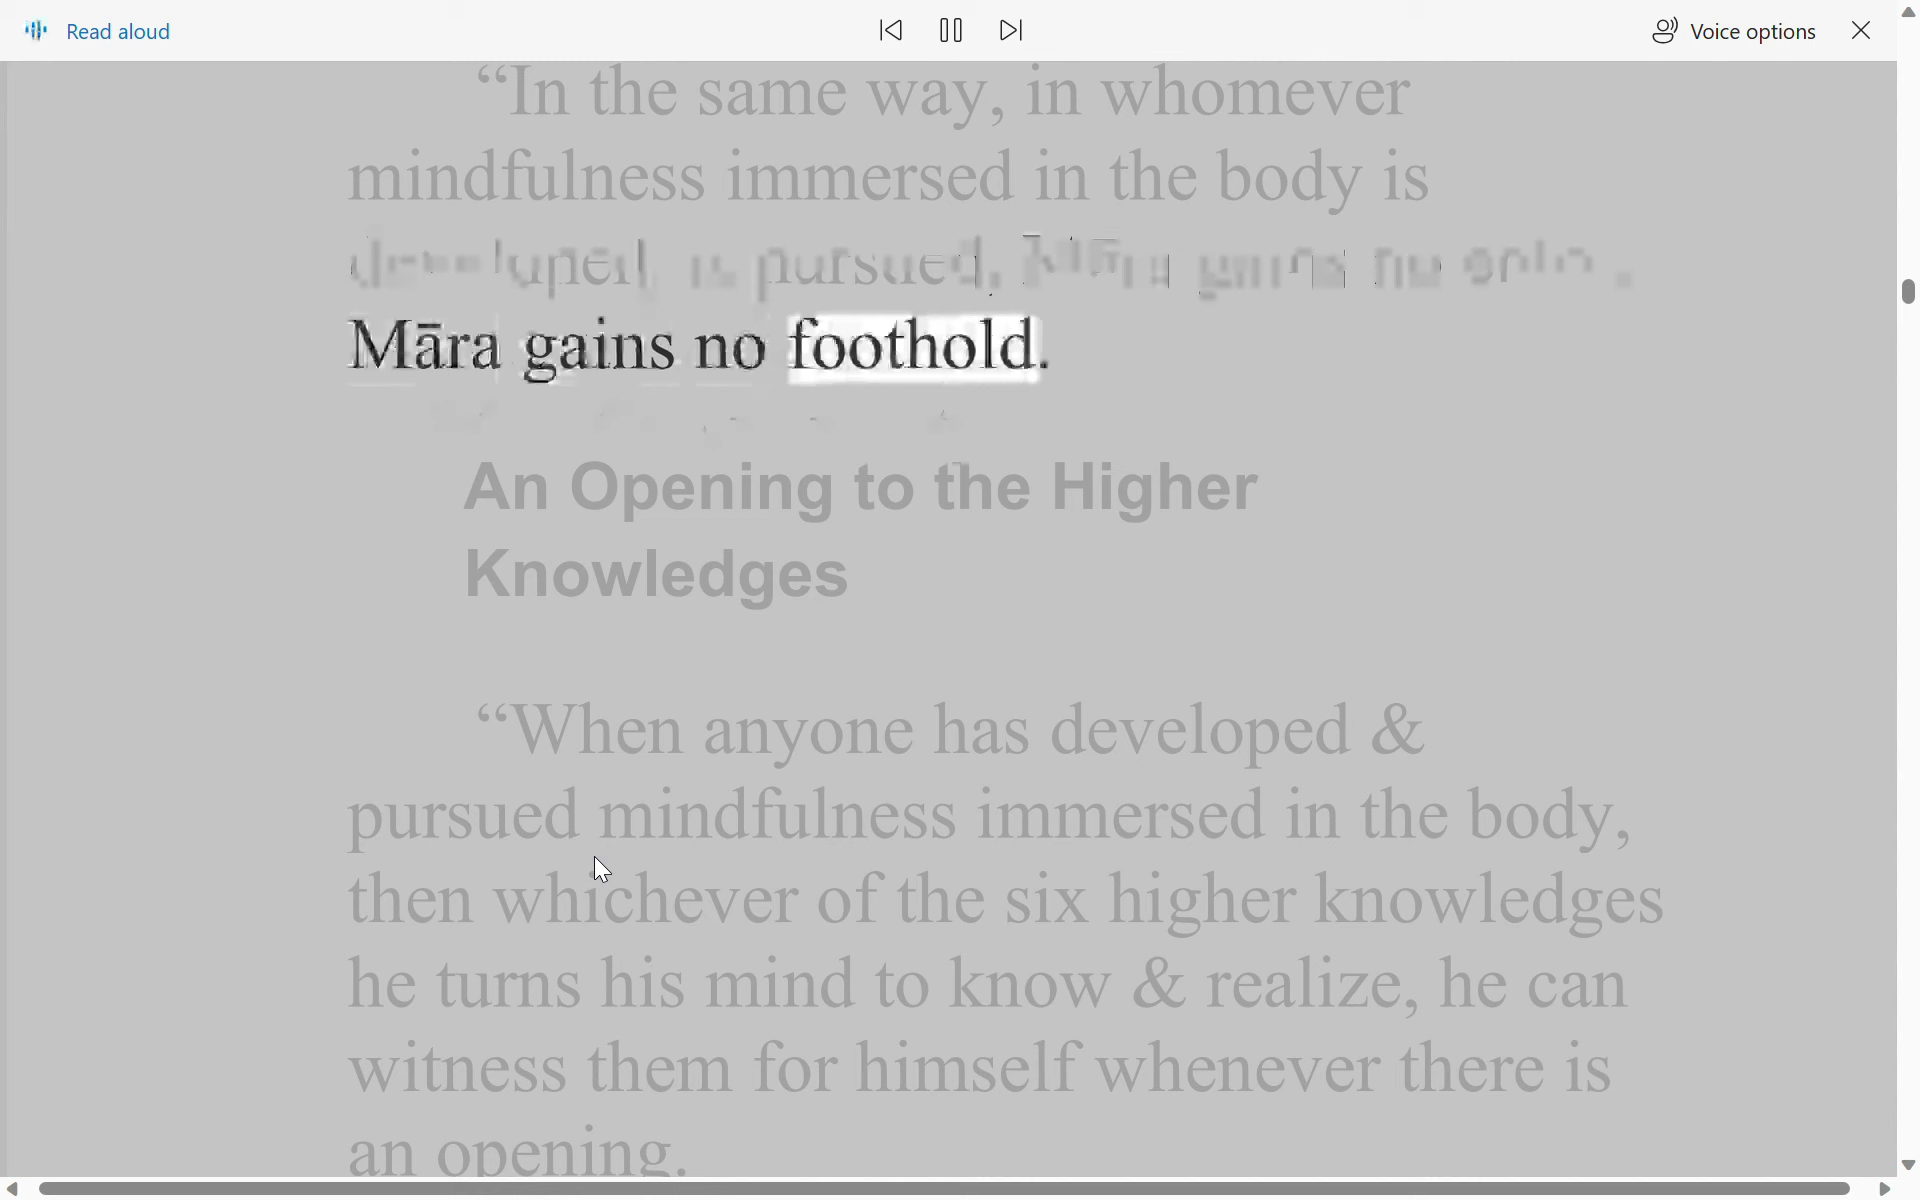 Read aloud
Voice options
“In the same way, in whomever
mindfulness immersed in the body is
pursued,
Māra gains no foothold.
An Opening to the Higher
Knowledges
“When anyone has developed &
pursued mindfulness immersed in the body,
then whichever of the six higher knowledges
he turns his mind to know & realize, he can
witness them for himself whenever there is
an opening.